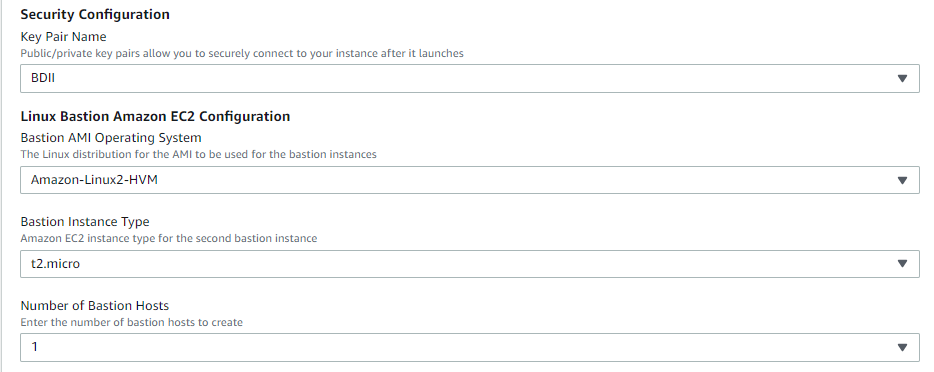 Security Configuration
Key Pair Name
Public/private key pairs allow you to securely connect to your instance after it launches
BDII
Linux Bastion Amazon EC2 Configuration
Bastion AMI Operating System
The Linux distribution for the AMI to be used for the bastion instances
Amazon-Linux2-HVM
Bastion Instance Type
Amazon EC2 instance type for the second bastion instance
t2.micro
Number of Bastion Hosts
Enter the number of bastion hosts to create
1